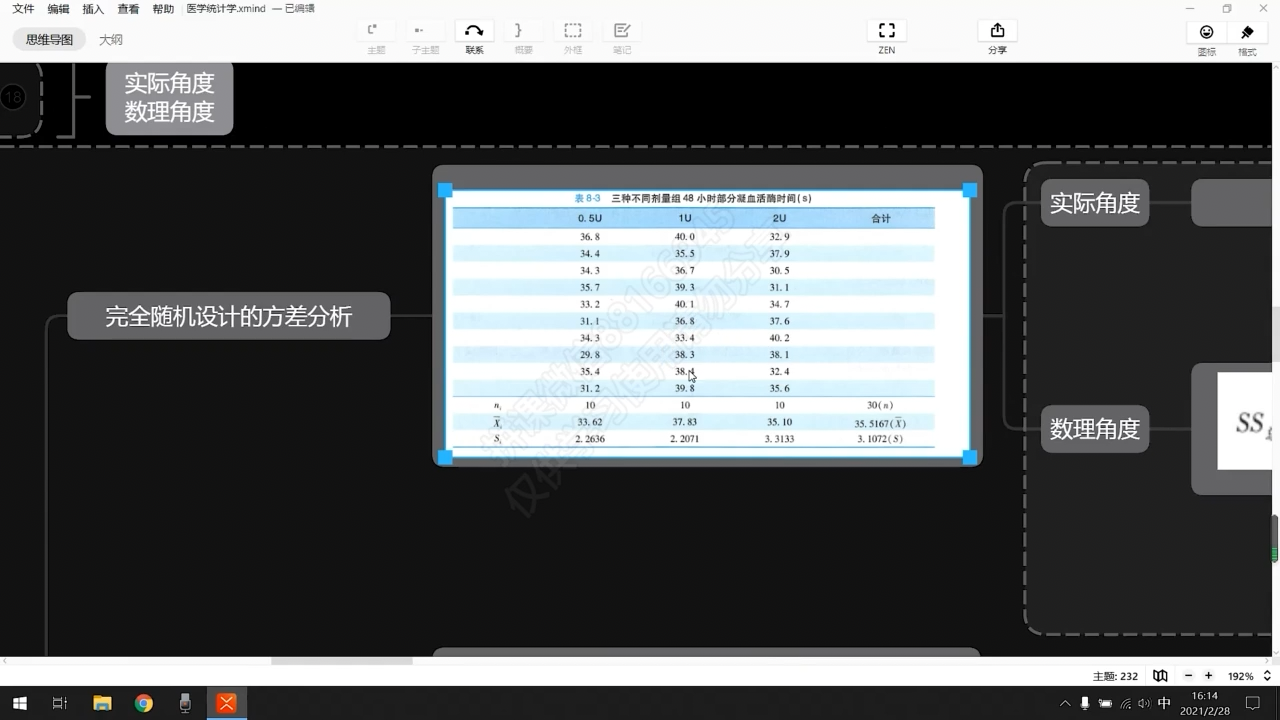 文件 编辑 插入 查看 帮助 医学统计学.xmind — 已编辑
思维导图 大纲
主题 子主题 联系 概要 外框 笔记 ZEN 分享 图标 格式
18
实际角度
数理角度
完全随机设计的方差分析
表 8-3 三种不同剂量组 48 小时部分凝血活酶时间(s)
0.5U 1U 2U 合计
36.8 40.0 32.9
34.4 35.5 37.9
34.3 36.7 30.5
35.7 39.3 31.1
33.2 40.1 34.7
31.1 36.8 37.6
34.3 33.4 40.2
29.8 38.3 38.1
35.4 38.4 32.4
31.2 39.8 35.6
nᵢ 10 10 10 30(n)
X̄ᵢ 33.62 37.83 35.10 35.5167(X̄)
Sᵢ 2.2636 2.2071 3.3133 3.1072(S)
实际角度
数理角度
SS
主题: 232 192%
中
16:14
2021/2/28